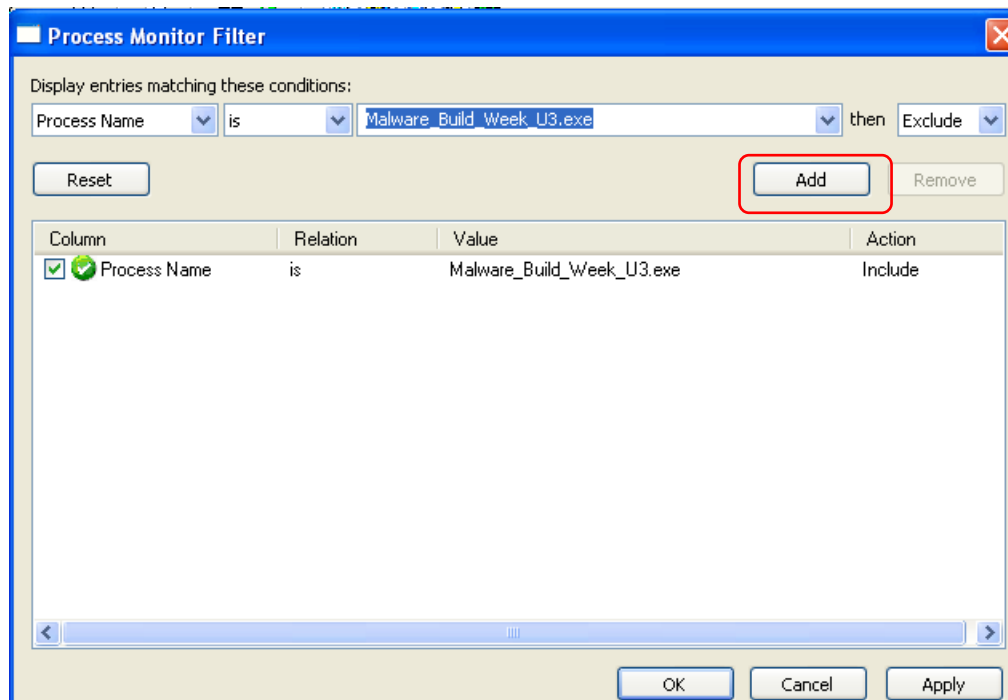 Process Monitor Filter
Display entries matching these conditions:
Process Name is Malware_Build_Week_U3.exe then Exclude
Reset Add Remove
Column Relation Value Action
Process Name is Malware_Build_Week_U3.exe Include
OK Cancel Apply